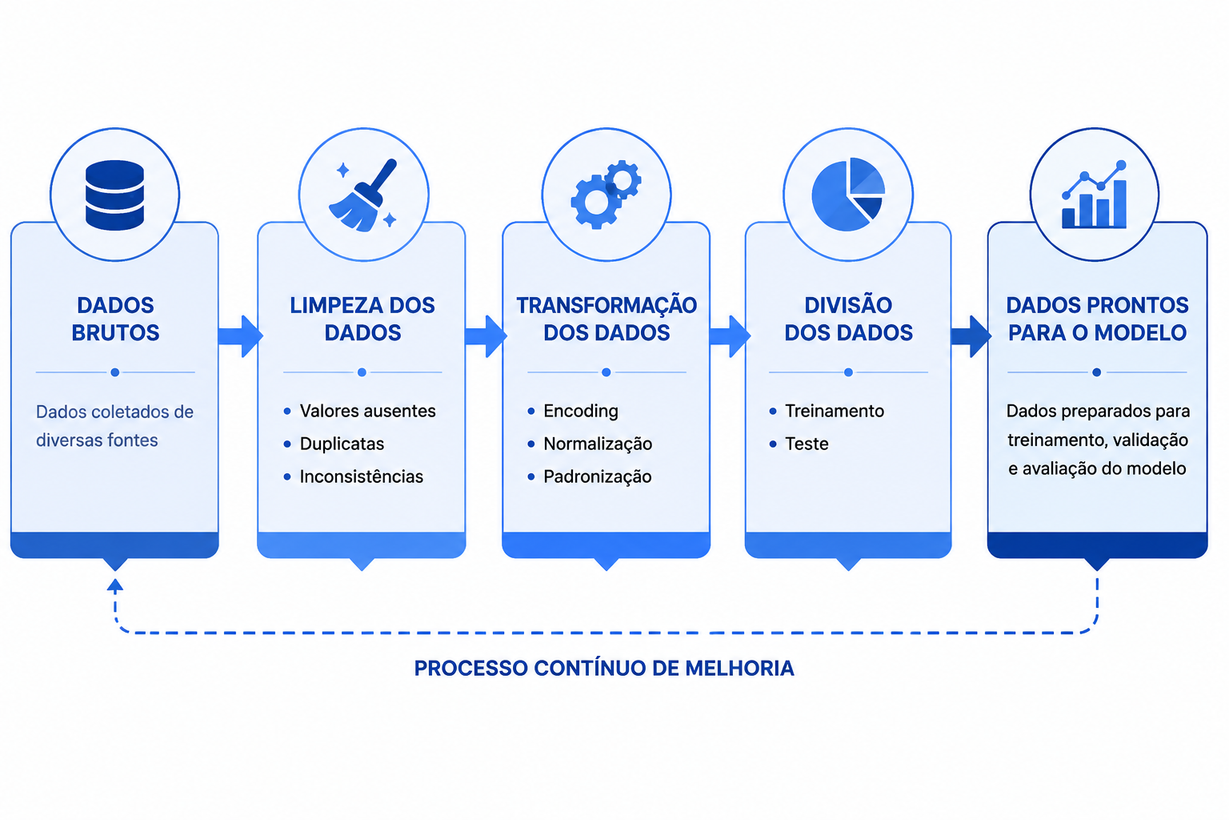 DADOS
BRUTOS
Dados coletados de
diversas fontes
LIMPEZA DOS
DADOS
Valores ausentes
Duplicatas
Inconsistências
TRANSFORMAÇÃO
DOS DADOS
Encoding
Normalização
Padronização
DIVISÃO
DOS DADOS
Treinamento
Teste
DADOS PRONTOS
PARA O MODELO
Dados preparados para
treinamento, validação
e avaliação do modelo
PROCESSO CONTÍNUO DE MELHORIA